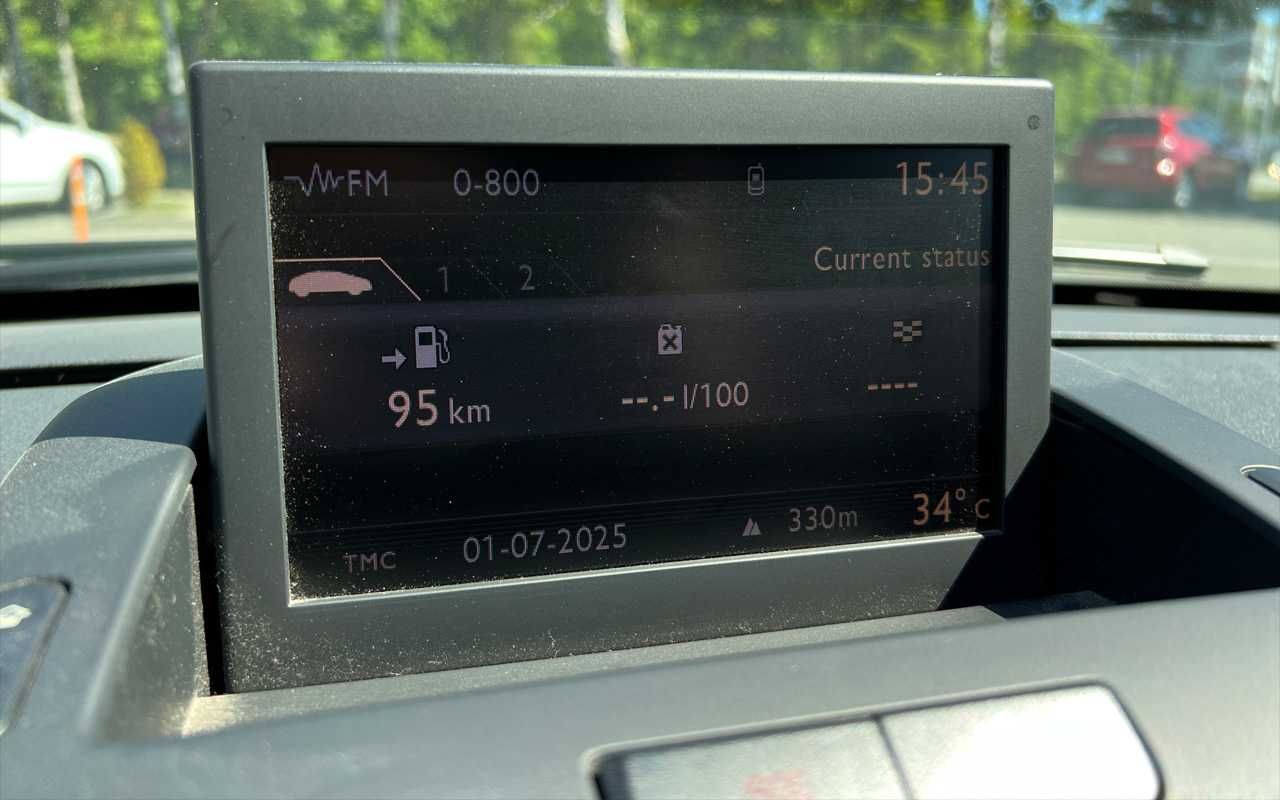 FM 0-800 15:45
1 2 Current status
95 km --.- l/100 ----
TMC 01-07-2025 330m 34°C